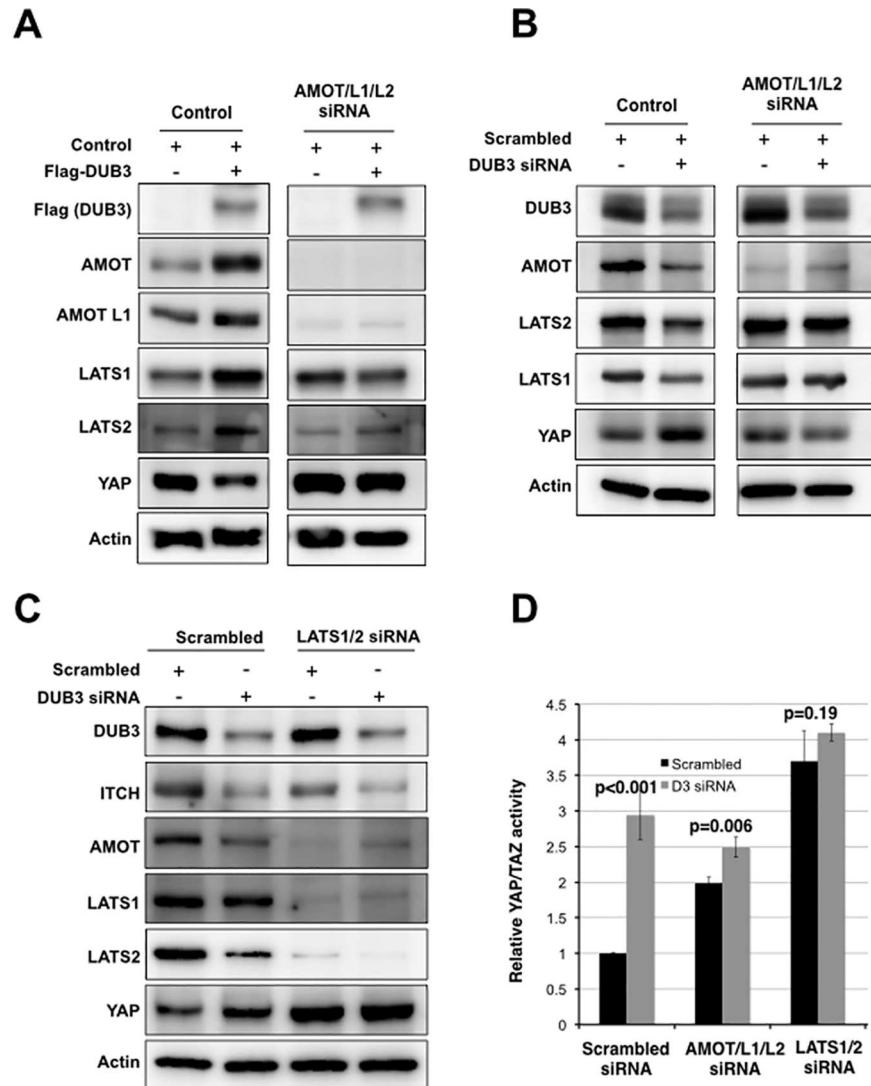 A
Control
AMOT/L1/L2
siRNA
Control + + + +
Flag-DUB3 - + - +
Flag (DUB3)
AMOT
AMOT L1
LATS1
LATS2
YAP
Actin
B
Control
AMOT/L1/L2
siRNA
Scrambled + + + +
DUB3 siRNA - + - +
DUB3
AMOT
LATS2
LATS1
YAP
Actin
C
Scrambled LATS1/2 siRNA
Scrambled + - + -
DUB3 siRNA - + - +
DUB3
ITCH
AMOT
LATS1
LATS2
YAP
Actin
D
Relative YAP/TAZ activity
4.5
4
3.5
3
2.5
2
1.5
1
0.5
0
p<0.001
p=0.006
p=0.19
Scrambled
D3 siRNA
Scrambled
siRNA
AMOT/L1/L2
siRNA
LATS1/2
siRNA